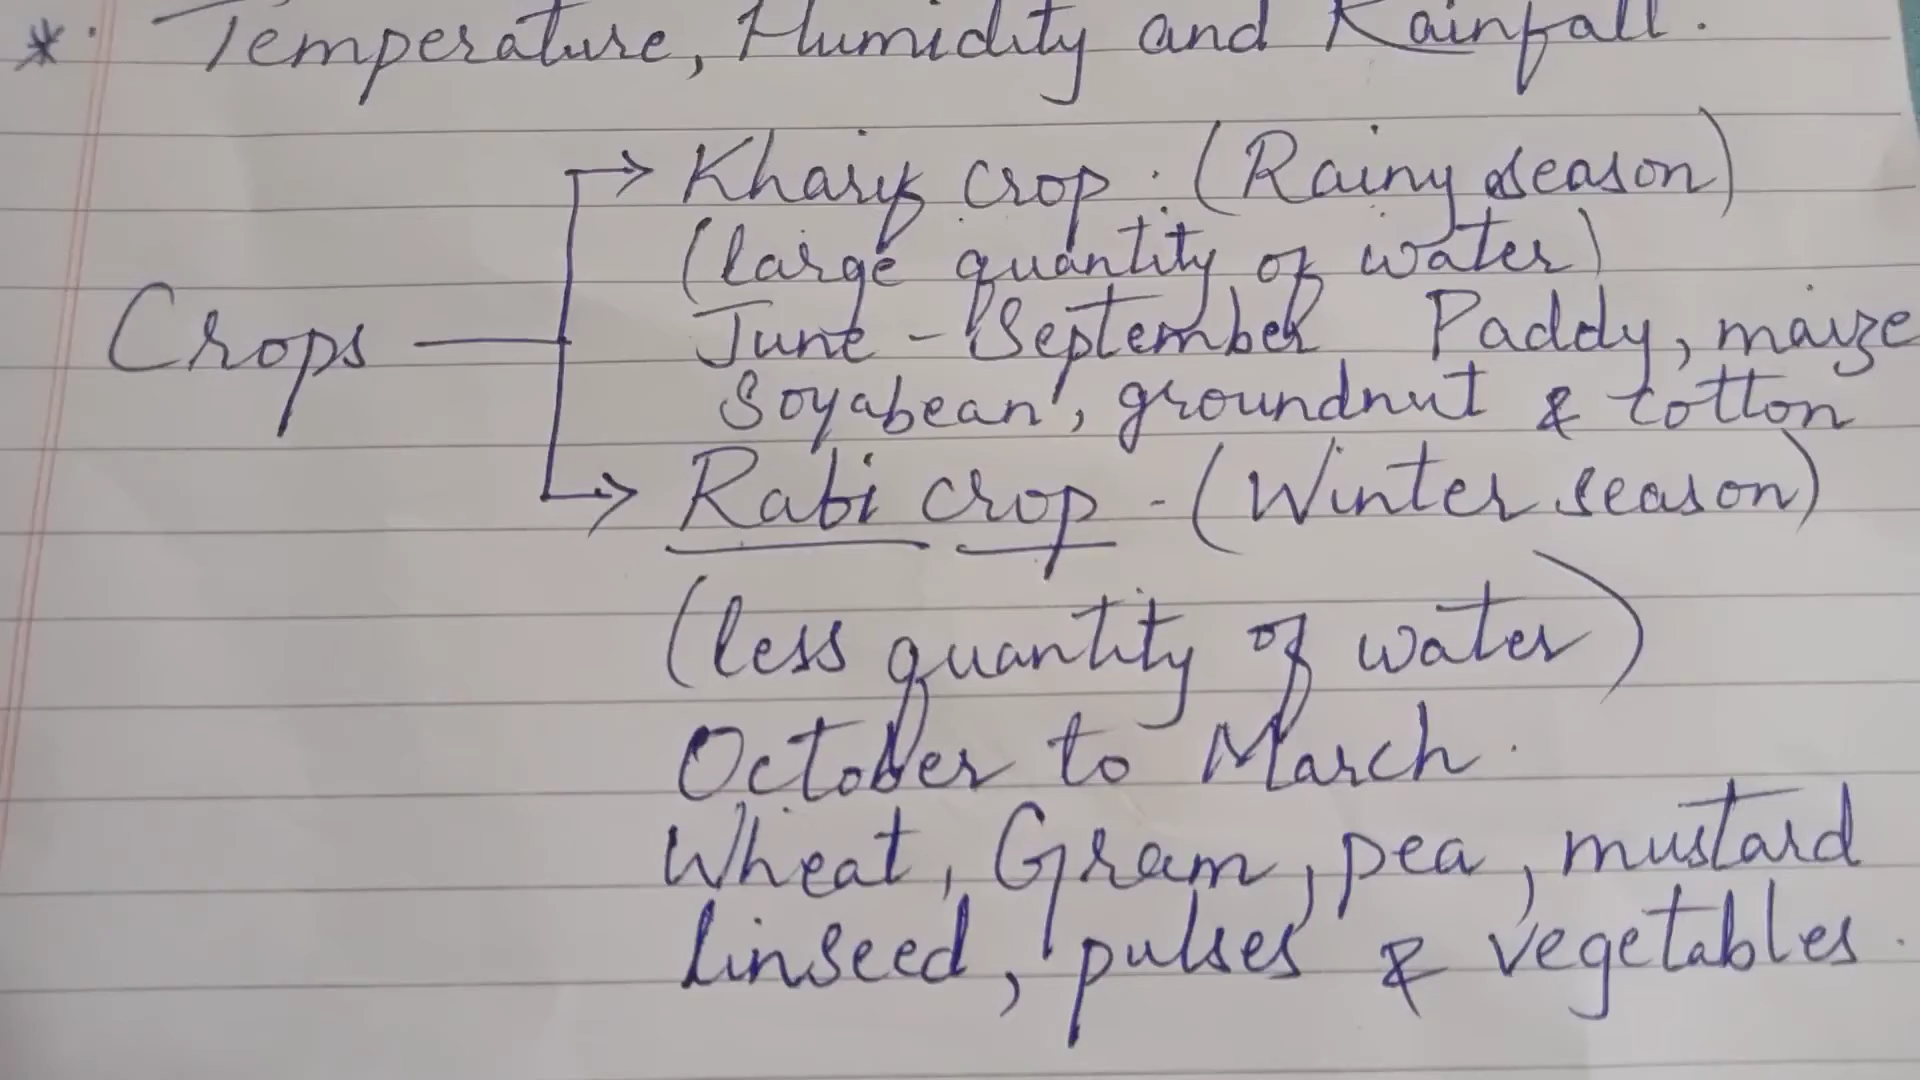 * Temperature, Humidity and Rainfall.
Kharif crop. (Rainy season)
(large quantity of water)
Crops
June - September Paddy, maize
Soyabean, groundnut & cotton
Rabi crop - (Winter season)
(less quantity of water)
October to March.
Wheat, Gram, pea, mustard
linseed, pulses & vegetables.